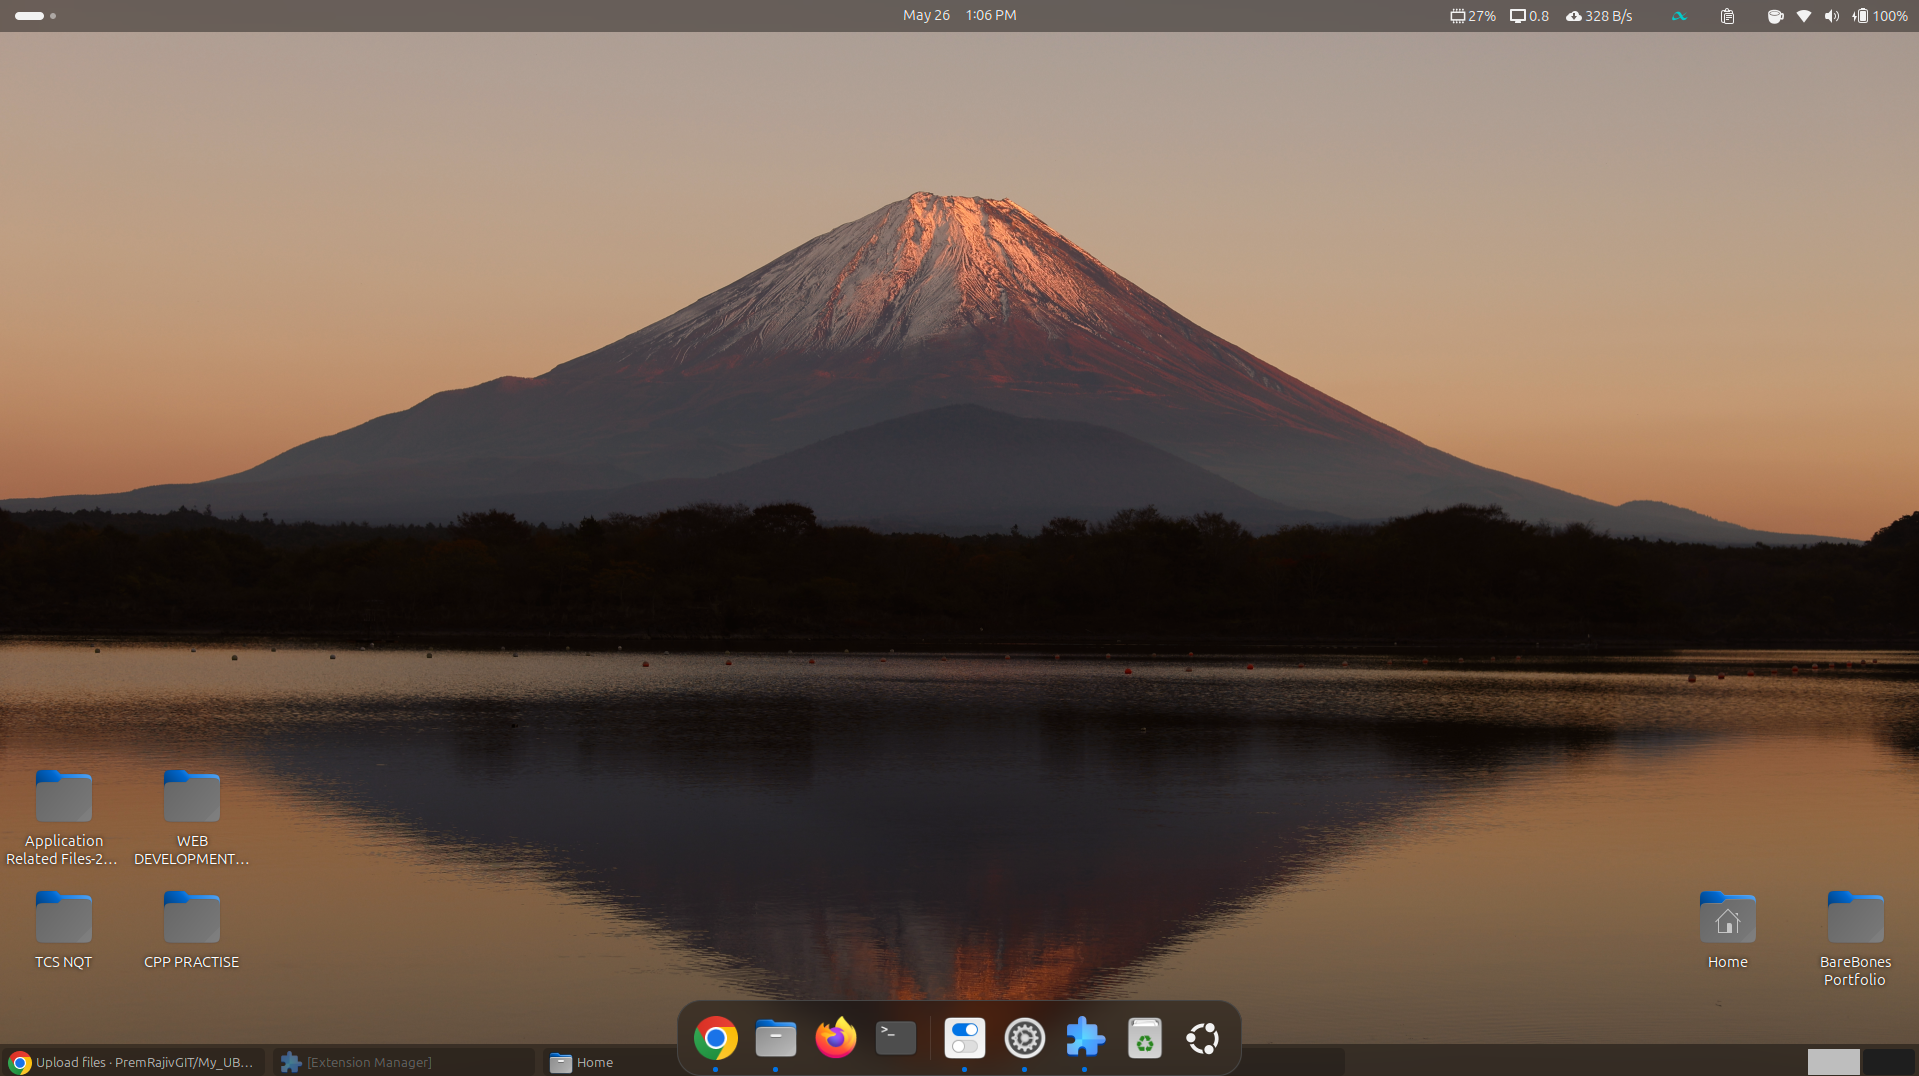 May 26 1:06 PM
27% 0.8 328 B/s 100%
Application
Related Files-2...
WEB
DEVELOPMENT...
TCS NQT
CPP PRACTISE
Home
BareBones
Portfolio
>_
Upload files · PremRajivGIT/My_UB...
[Extension Manager]
Home